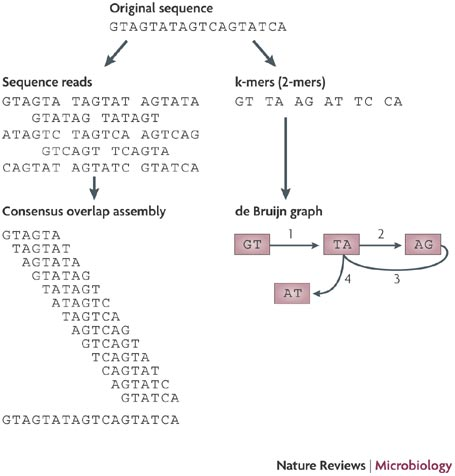 Original sequence
GTAGTATAGTCAGTATCA
Sequence reads
GTAGTA TAGTAT AGTATA
GTATAG TATAGT
ATAGTC TAGTCA AGTCAG
GTCAGT TCAGTA
CAGTAT AGTATC GTATCA
k-mers (2-mers)
GT TA AG AT TC CA
Consensus overlap assembly
GTAGTA
TAGTAT
AGTATA
GTATAG
TATAGT
ATAGTC
TAGTCA
AGTCAG
GTCAGT
TCAGTA
CAGTAT
AGTATC
GTATCA
GTAGTATAGTCAGTATCA
de Bruijn graph
GT 1 TA 2 AG
AT 4 3
Nature Reviews | Microbiology